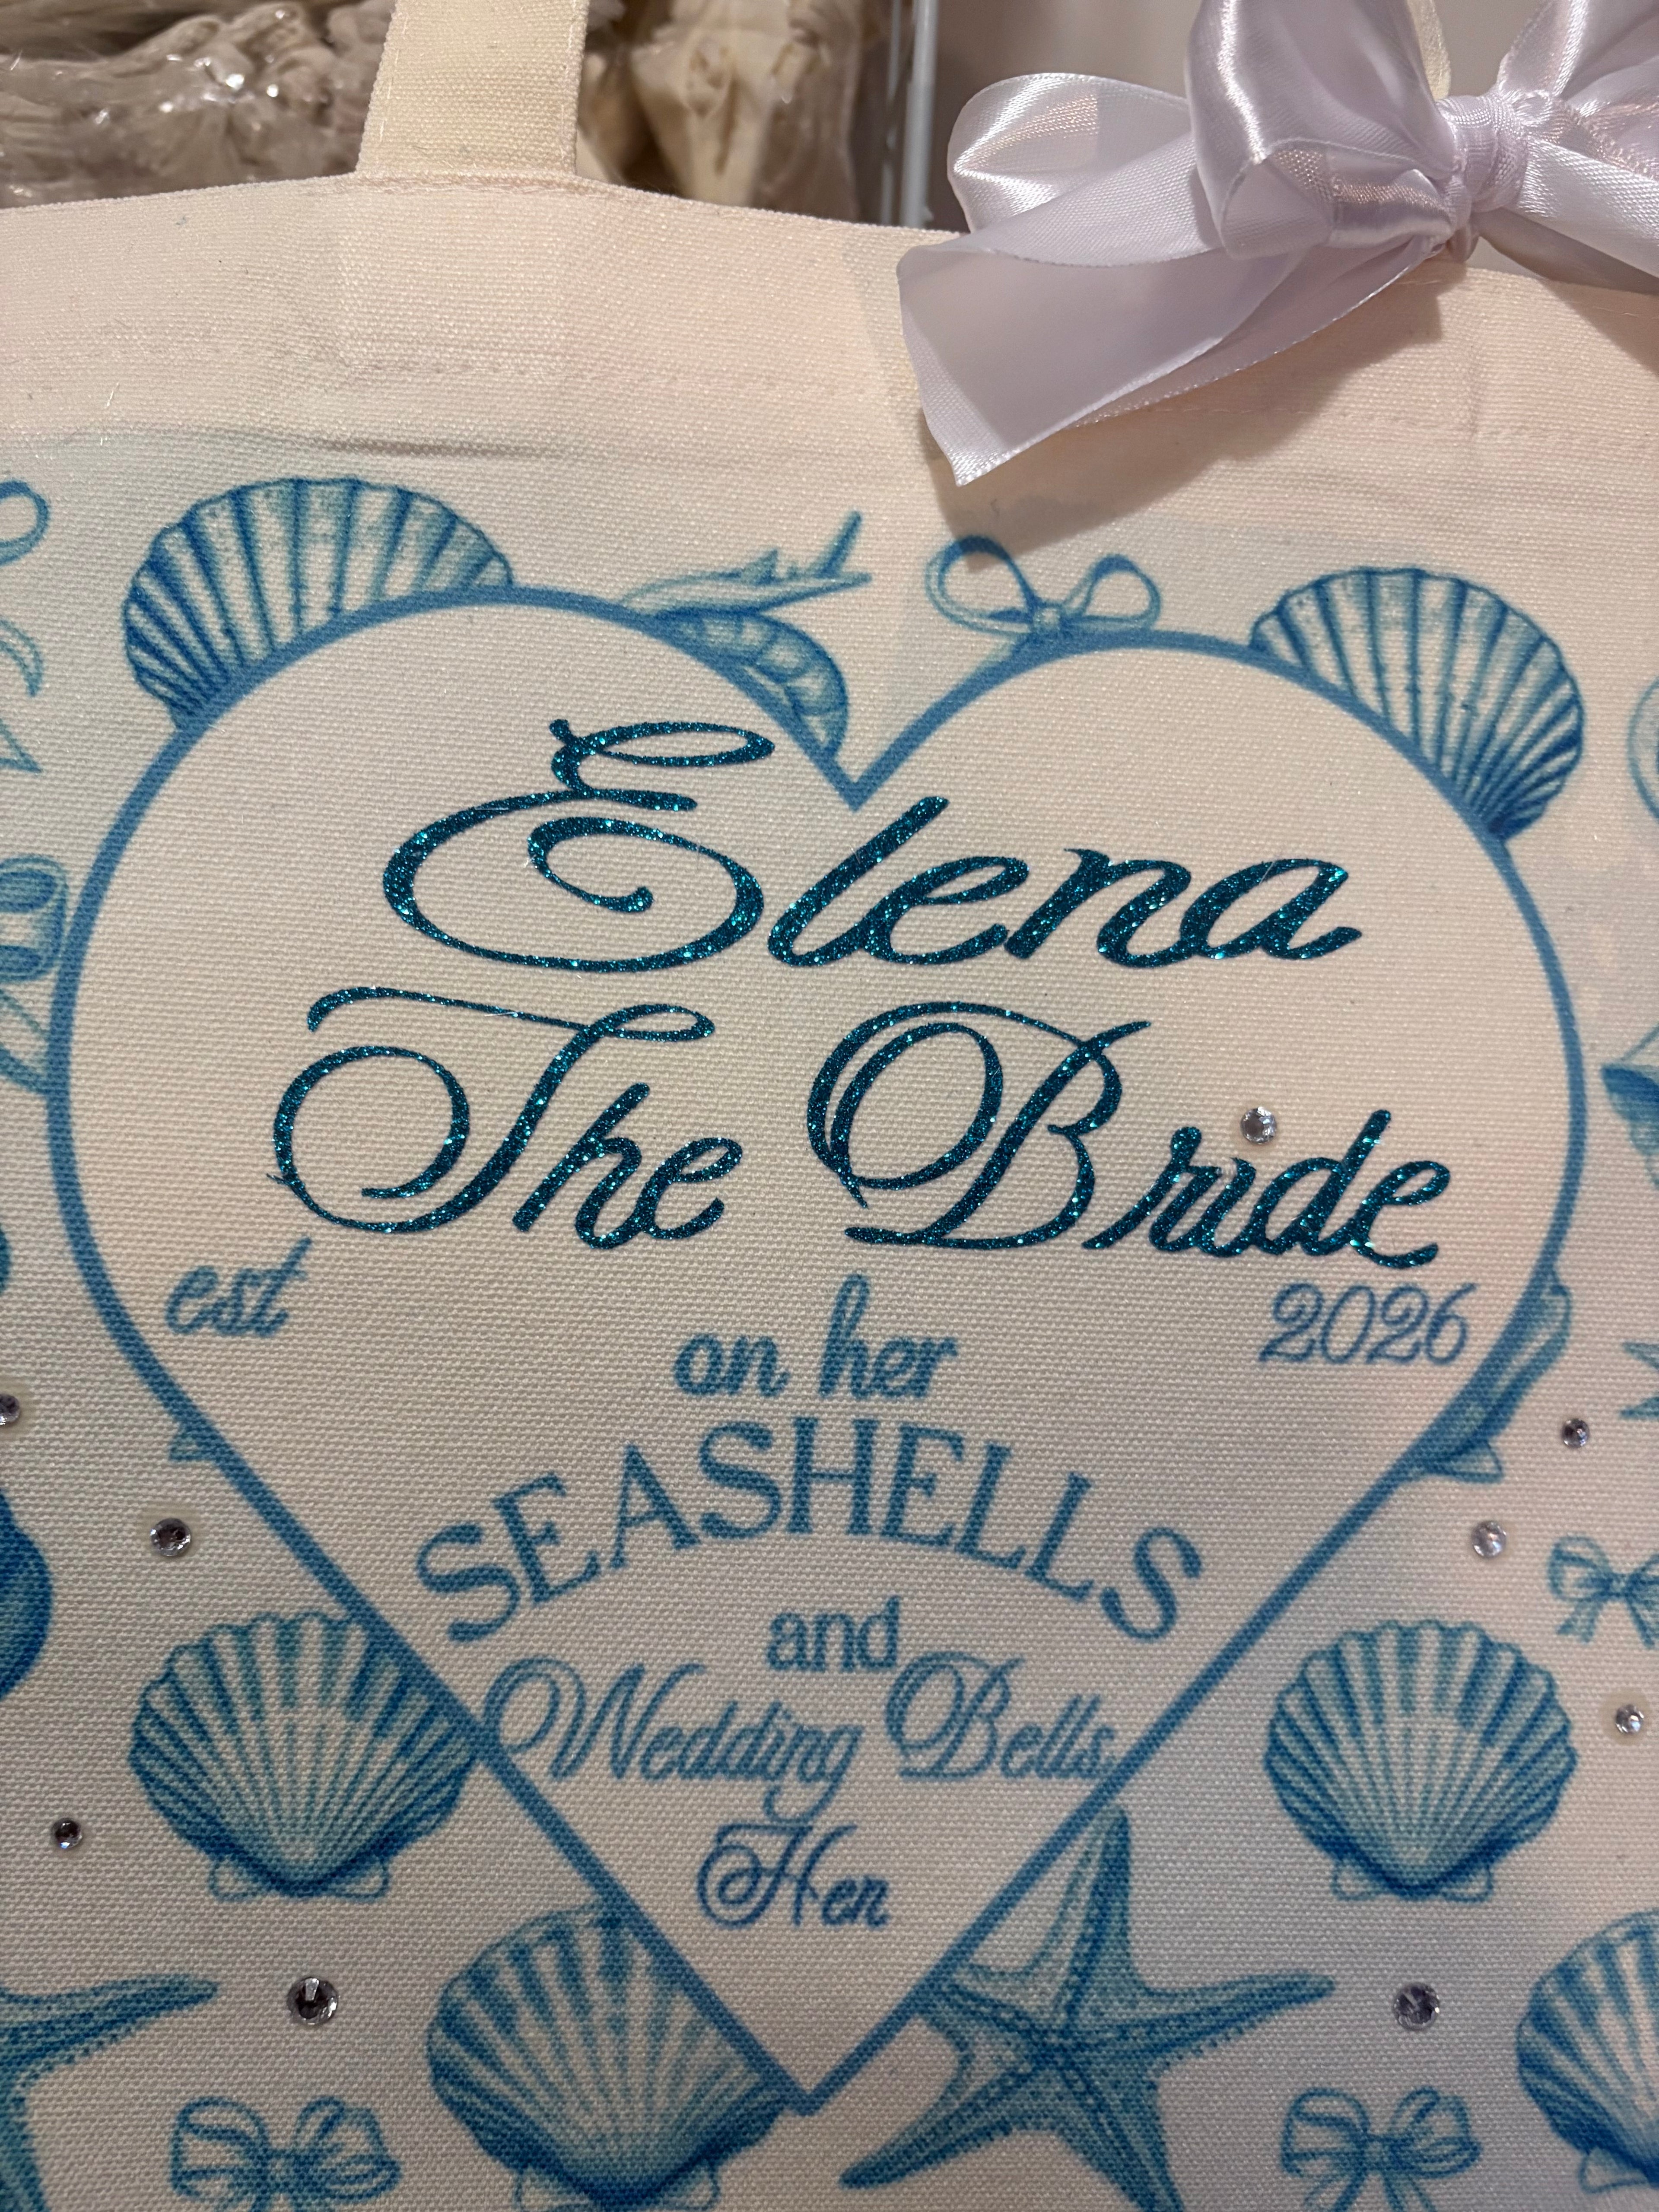 Elena
The Bride
est 2026
on her
SEASHELLS
and
Wedding Bells
Hen